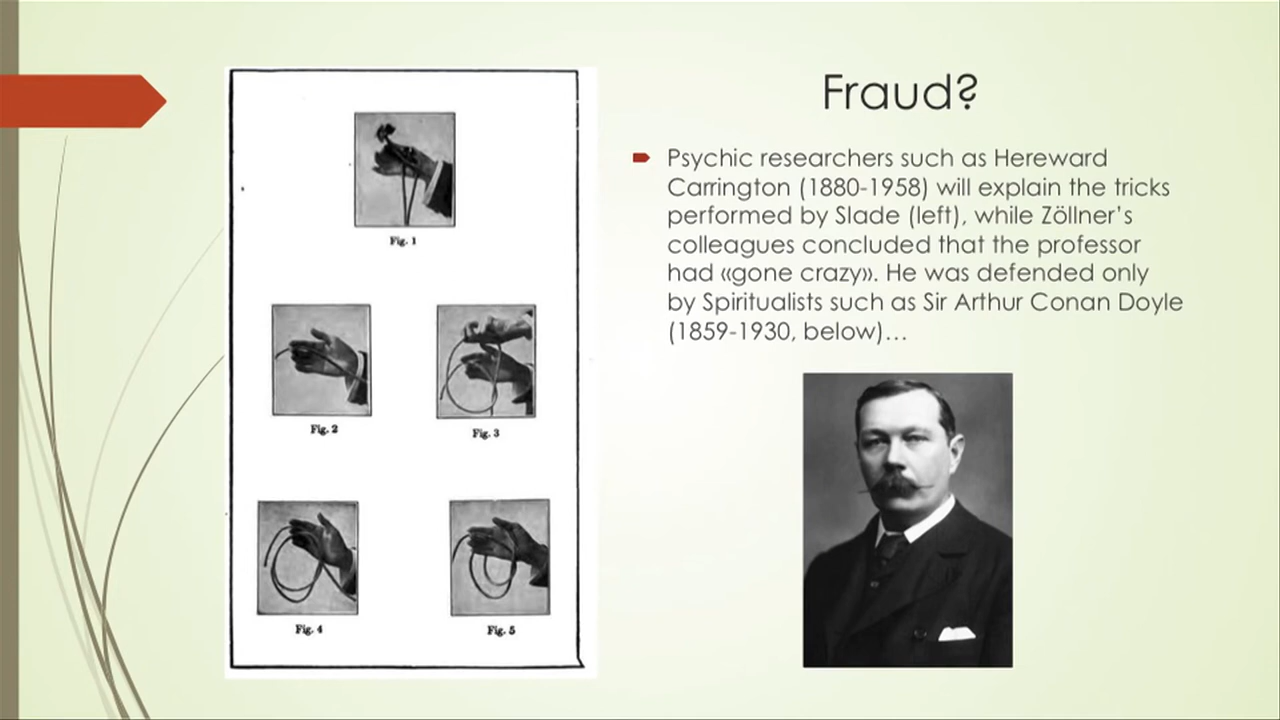 Fraud?
Psychic researchers such as Hereward
Carrington (1880-1958) will explain the tricks
performed by Slade (left), while Zöllner’s
colleagues concluded that the professor
had «gone crazy». He was defended only
by Spiritualists such as Sir Arthur Conan Doyle
(1859-1930, below)…
Fig. 1
Fig. 2
Fig. 3
Fig. 4
Fig. 5